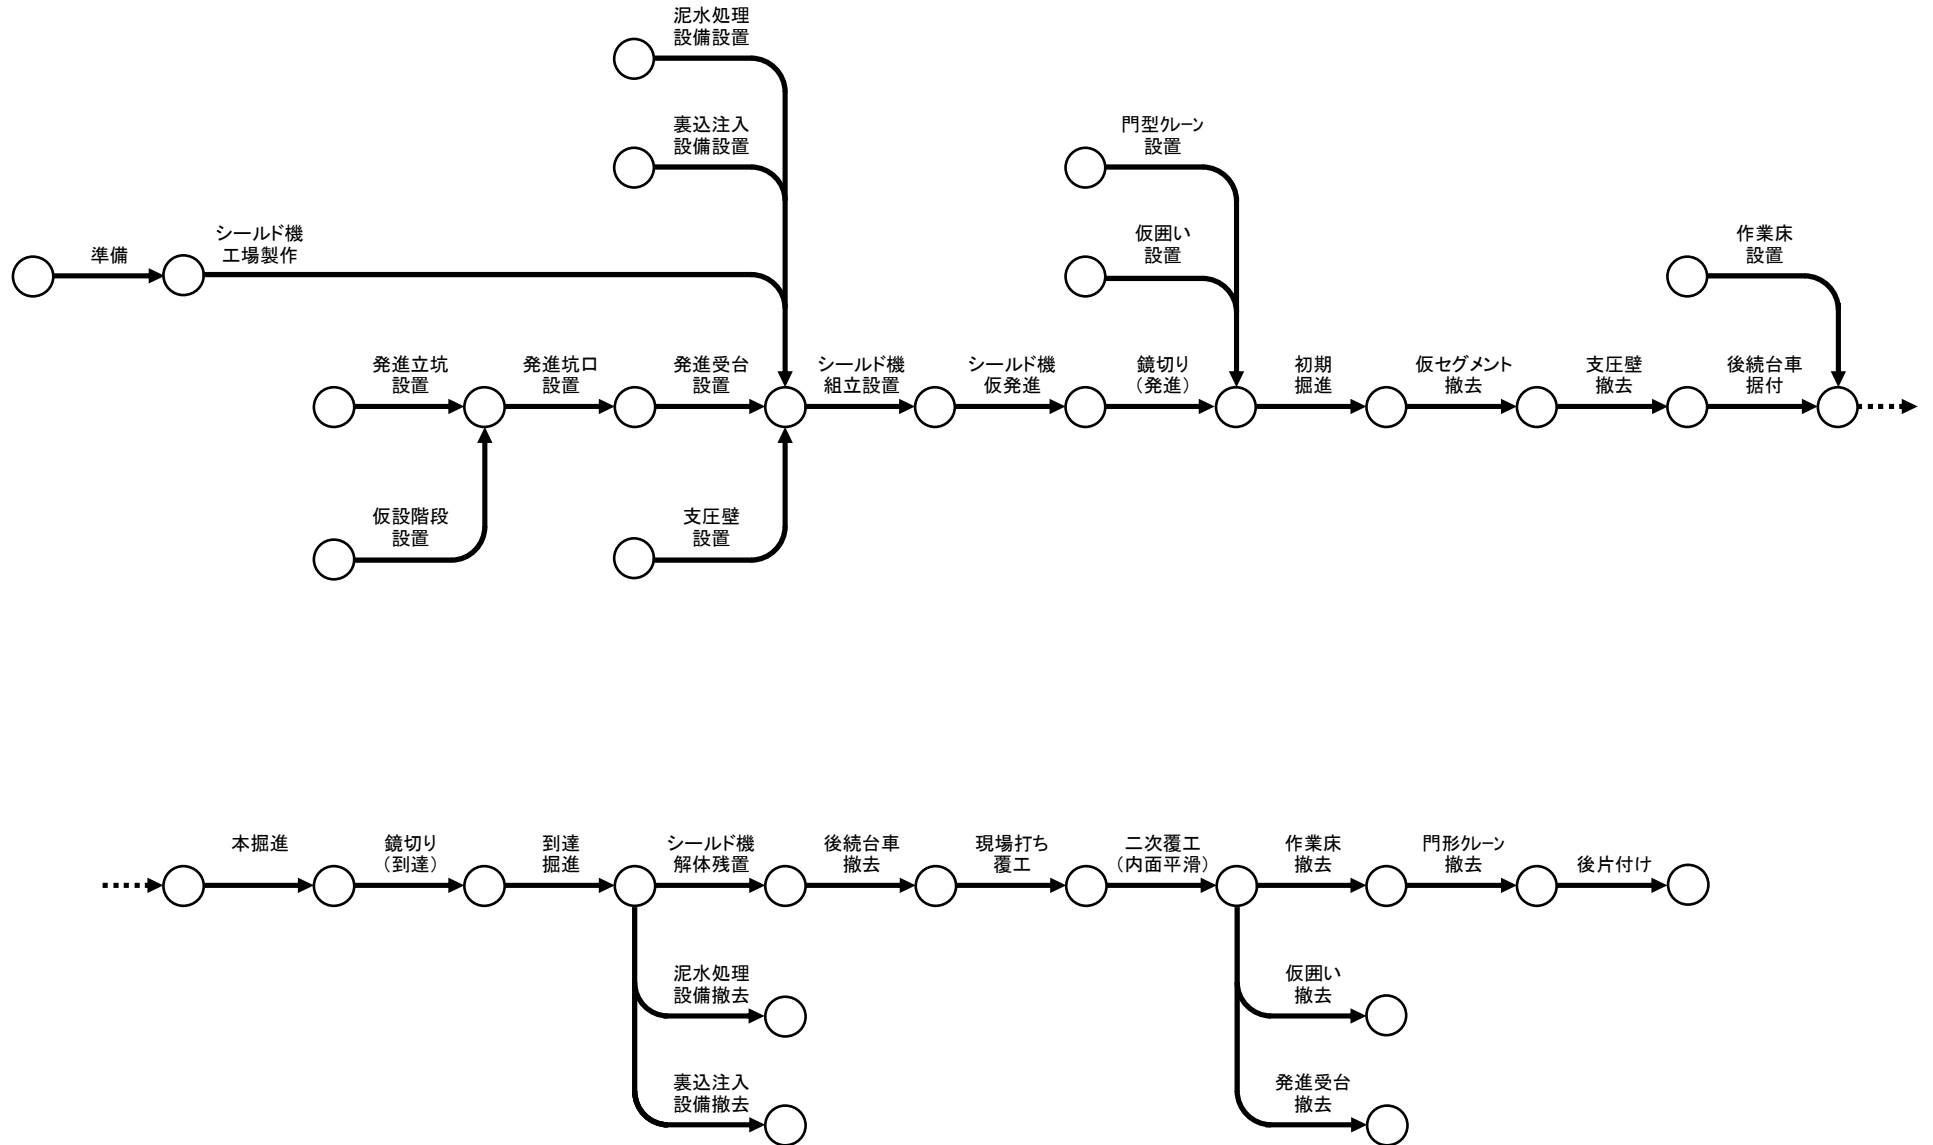 泥水処理
設備設置
裏込注入
設備設置
門型クレーン
設置
準備
シールド機
工場製作
仮囲い
設置
作業床
設置
発進立坑
設置
発進坑口
設置
発進受台
設置
シールド機
組立設置
シールド機
仮発進
鏡切り
（発進）
初期
掘進
仮セグメント
撤去
支圧壁
撤去
後続台車
据付
仮設階段
設置
支圧壁
設置
本掘進
鏡切り
（到達）
到達
掘進
シールド機
解体残置
後続台車
撤去
現場打ち
覆工
二次覆工
（内面平滑）
作業床
撤去
門形クレーン
撤去
後片付け
泥水処理
設備撤去
仮囲い
撤去
裏込注入
設備撤去
発進受台
撤去